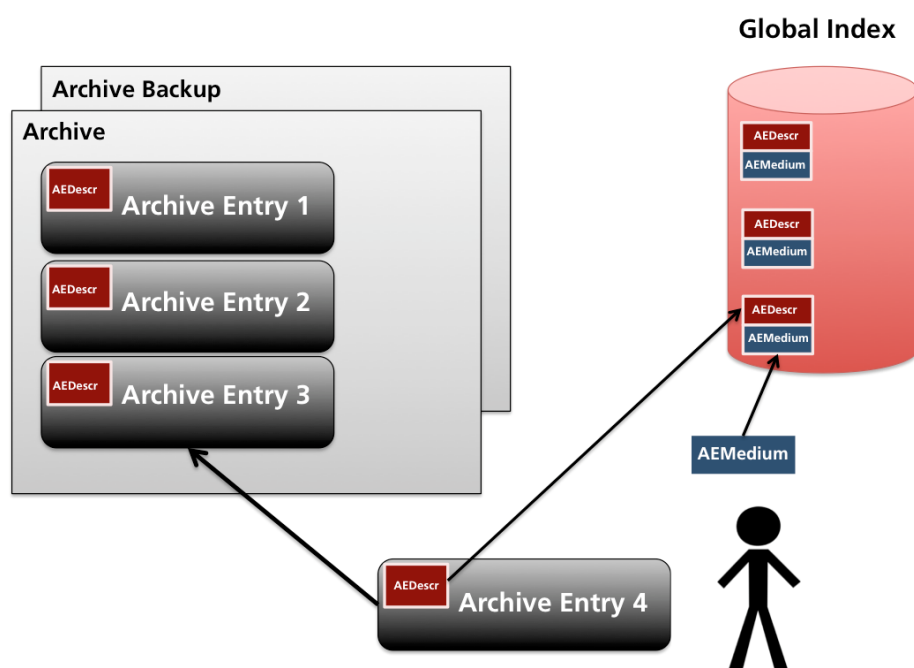 Global Index
Archive Backup
Archive
AEDescr
Archive Entry 1
AEDescr
Archive Entry 2
AEDescr
Archive Entry 3
AEDescr
AEMedium
AEDescr
AEMedium
AEDescr
AEMedium
AEMedium
AEDescr
Archive Entry 4